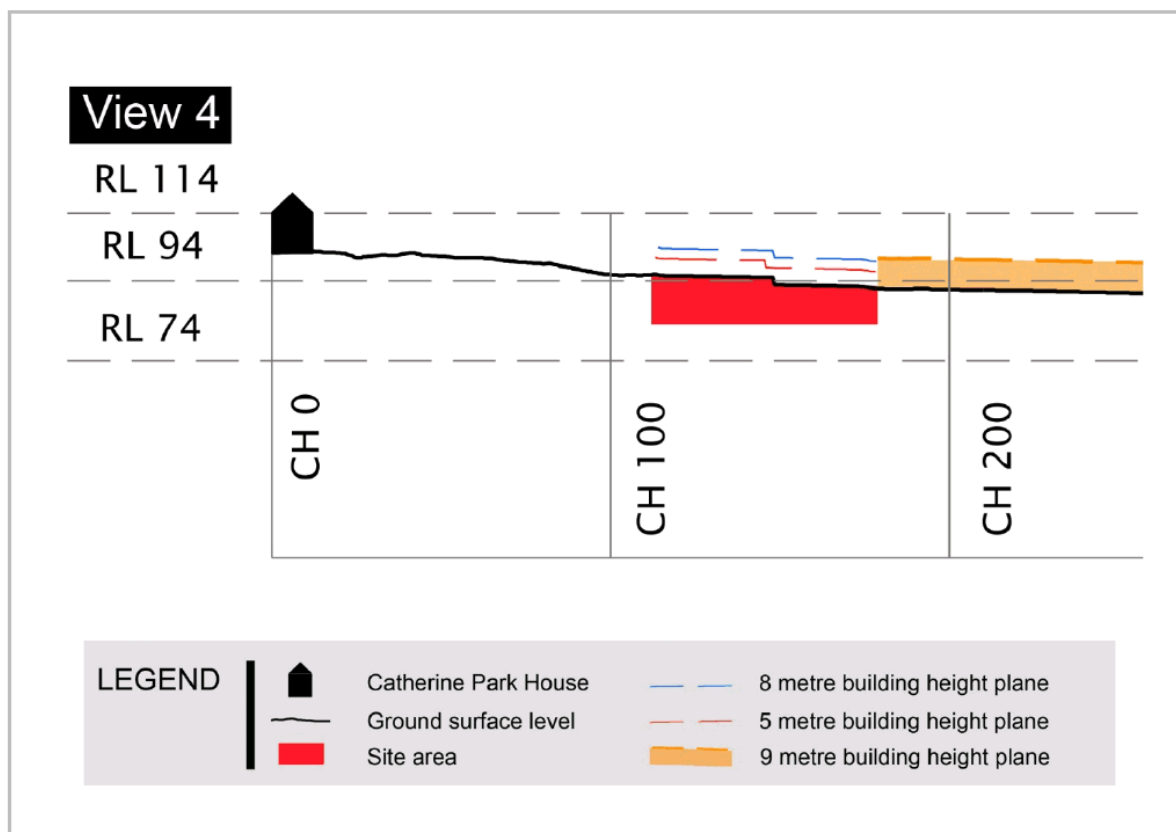 View 4
RL 114
RL 94
RL 74
CH 0
CH 100
CH 200
LEGEND
Catherine Park House
Ground surface level
Site area
8 metre building height plane
5 metre building height plane
9 metre building height plane